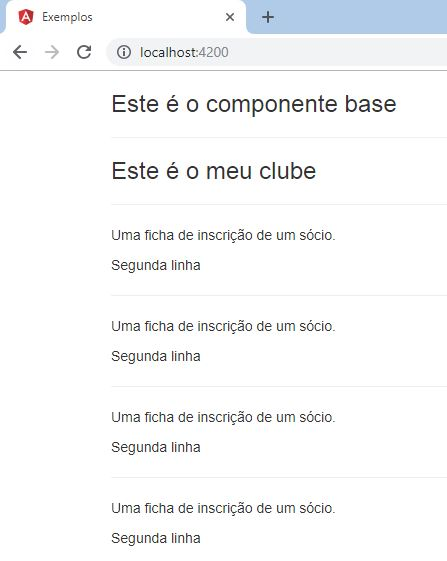 Exemplos
localhost:4200
Este é o componente base
Este é o meu clube
Uma ficha de inscrição de um sócio.
Segunda linha
Uma ficha de inscrição de um sócio.
Segunda linha
Uma ficha de inscrição de um sócio.
Segunda linha
Uma ficha de inscrição de um sócio.
Segunda linha